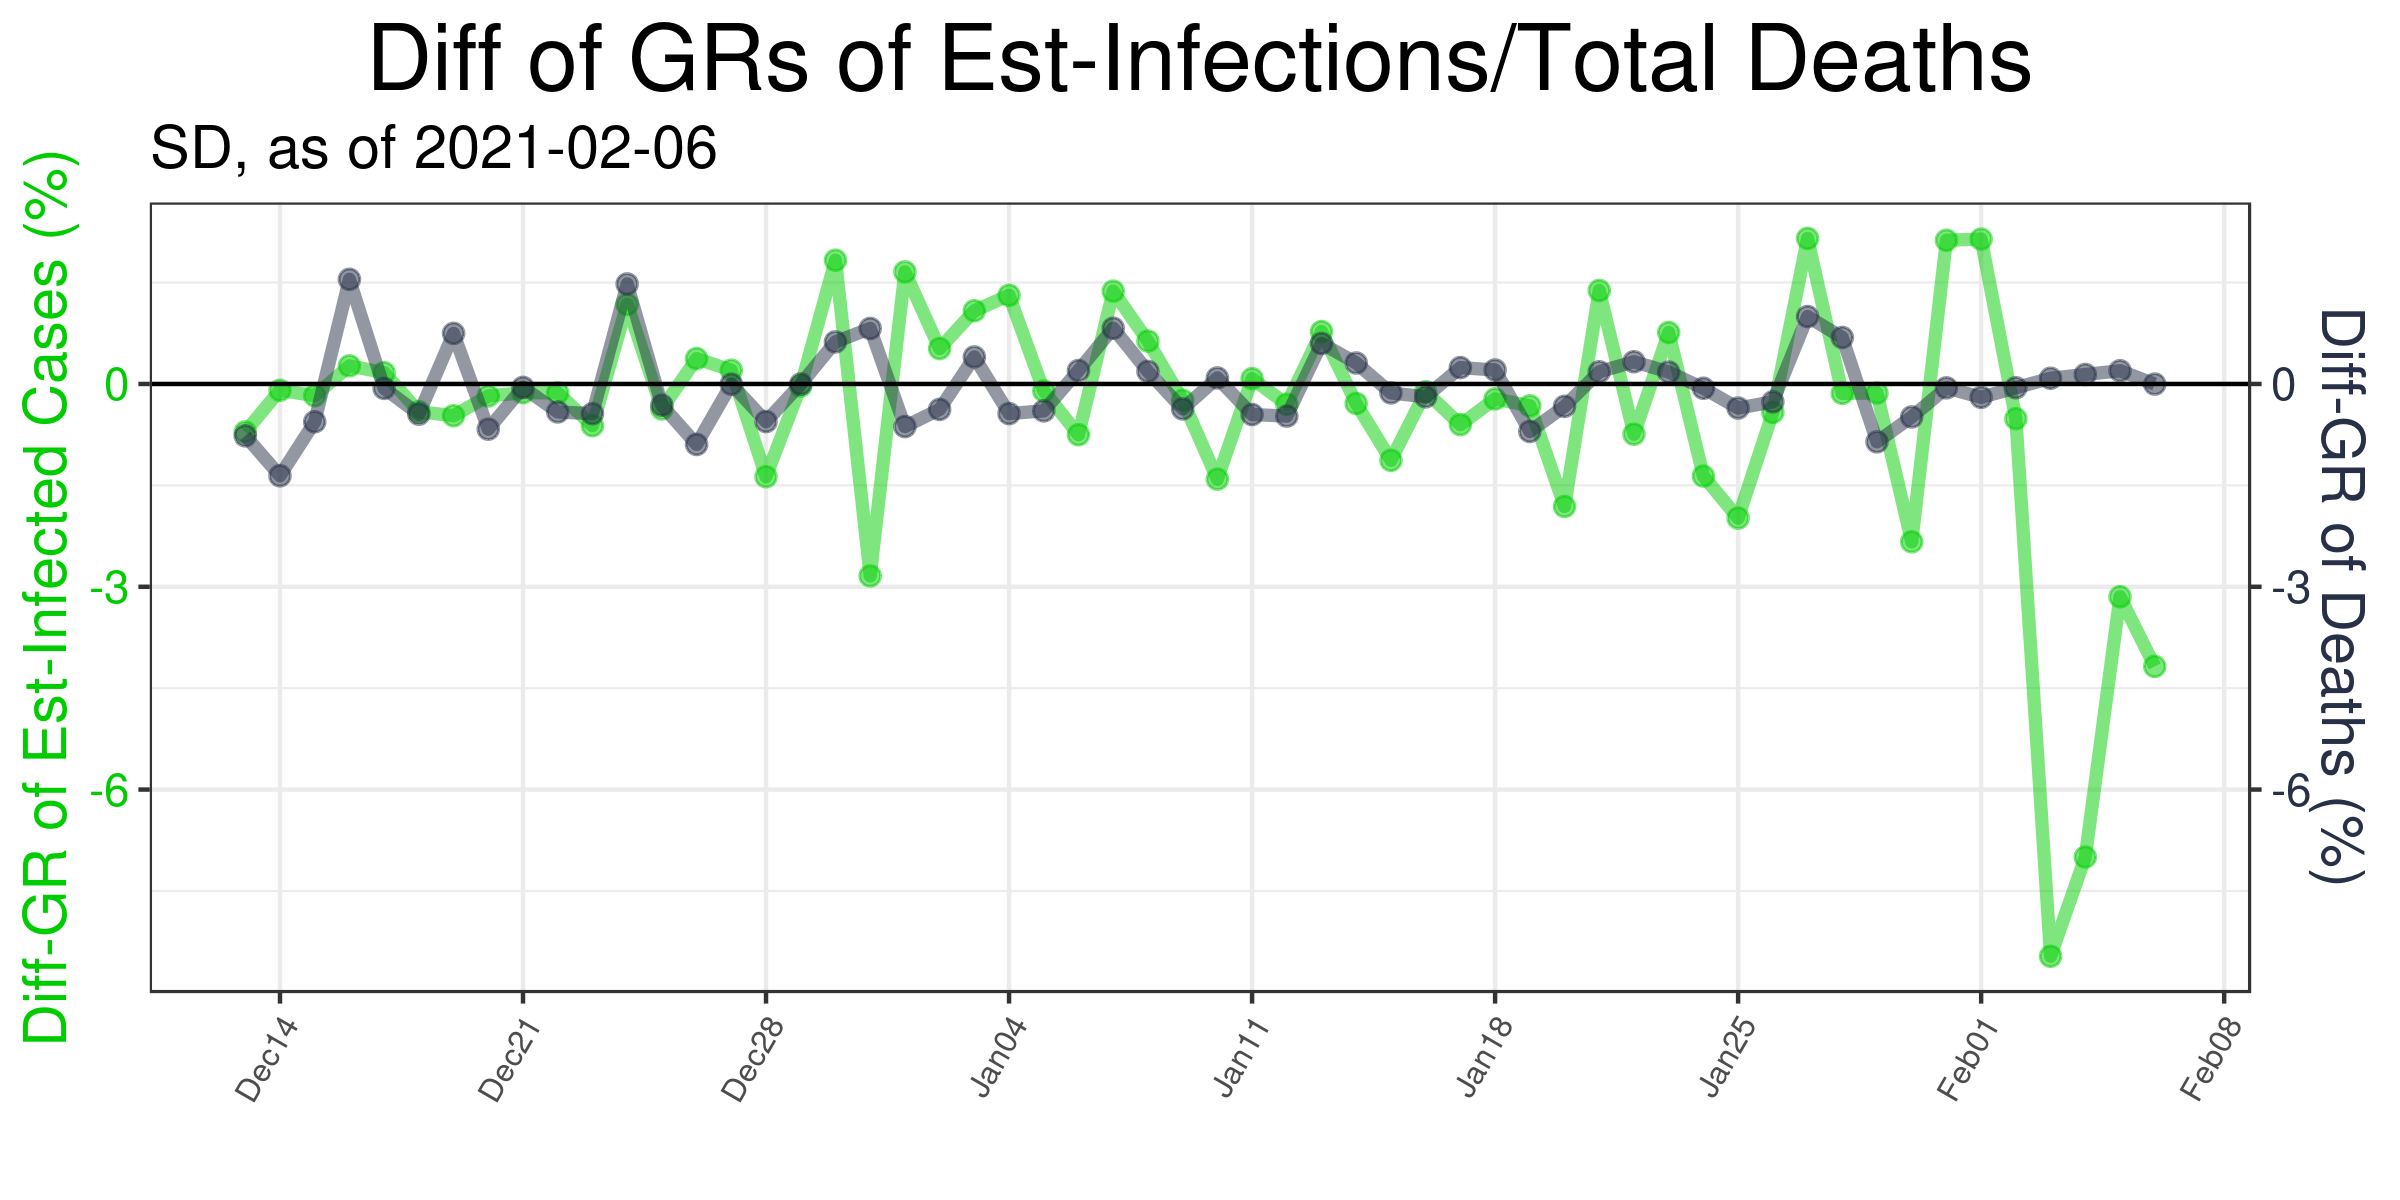 Diff of GRs of Est-Infections/Total Deaths
SD, as of 2021-02-06
Diff-GR of Est-Infected Cases (%)
0
-3
-6
0
-3
-6
Diff-GR of Deaths (%)
Dec14
Dec21
Dec28
Jan04
Jan11
Jan18
Jan25
Feb01
Feb08